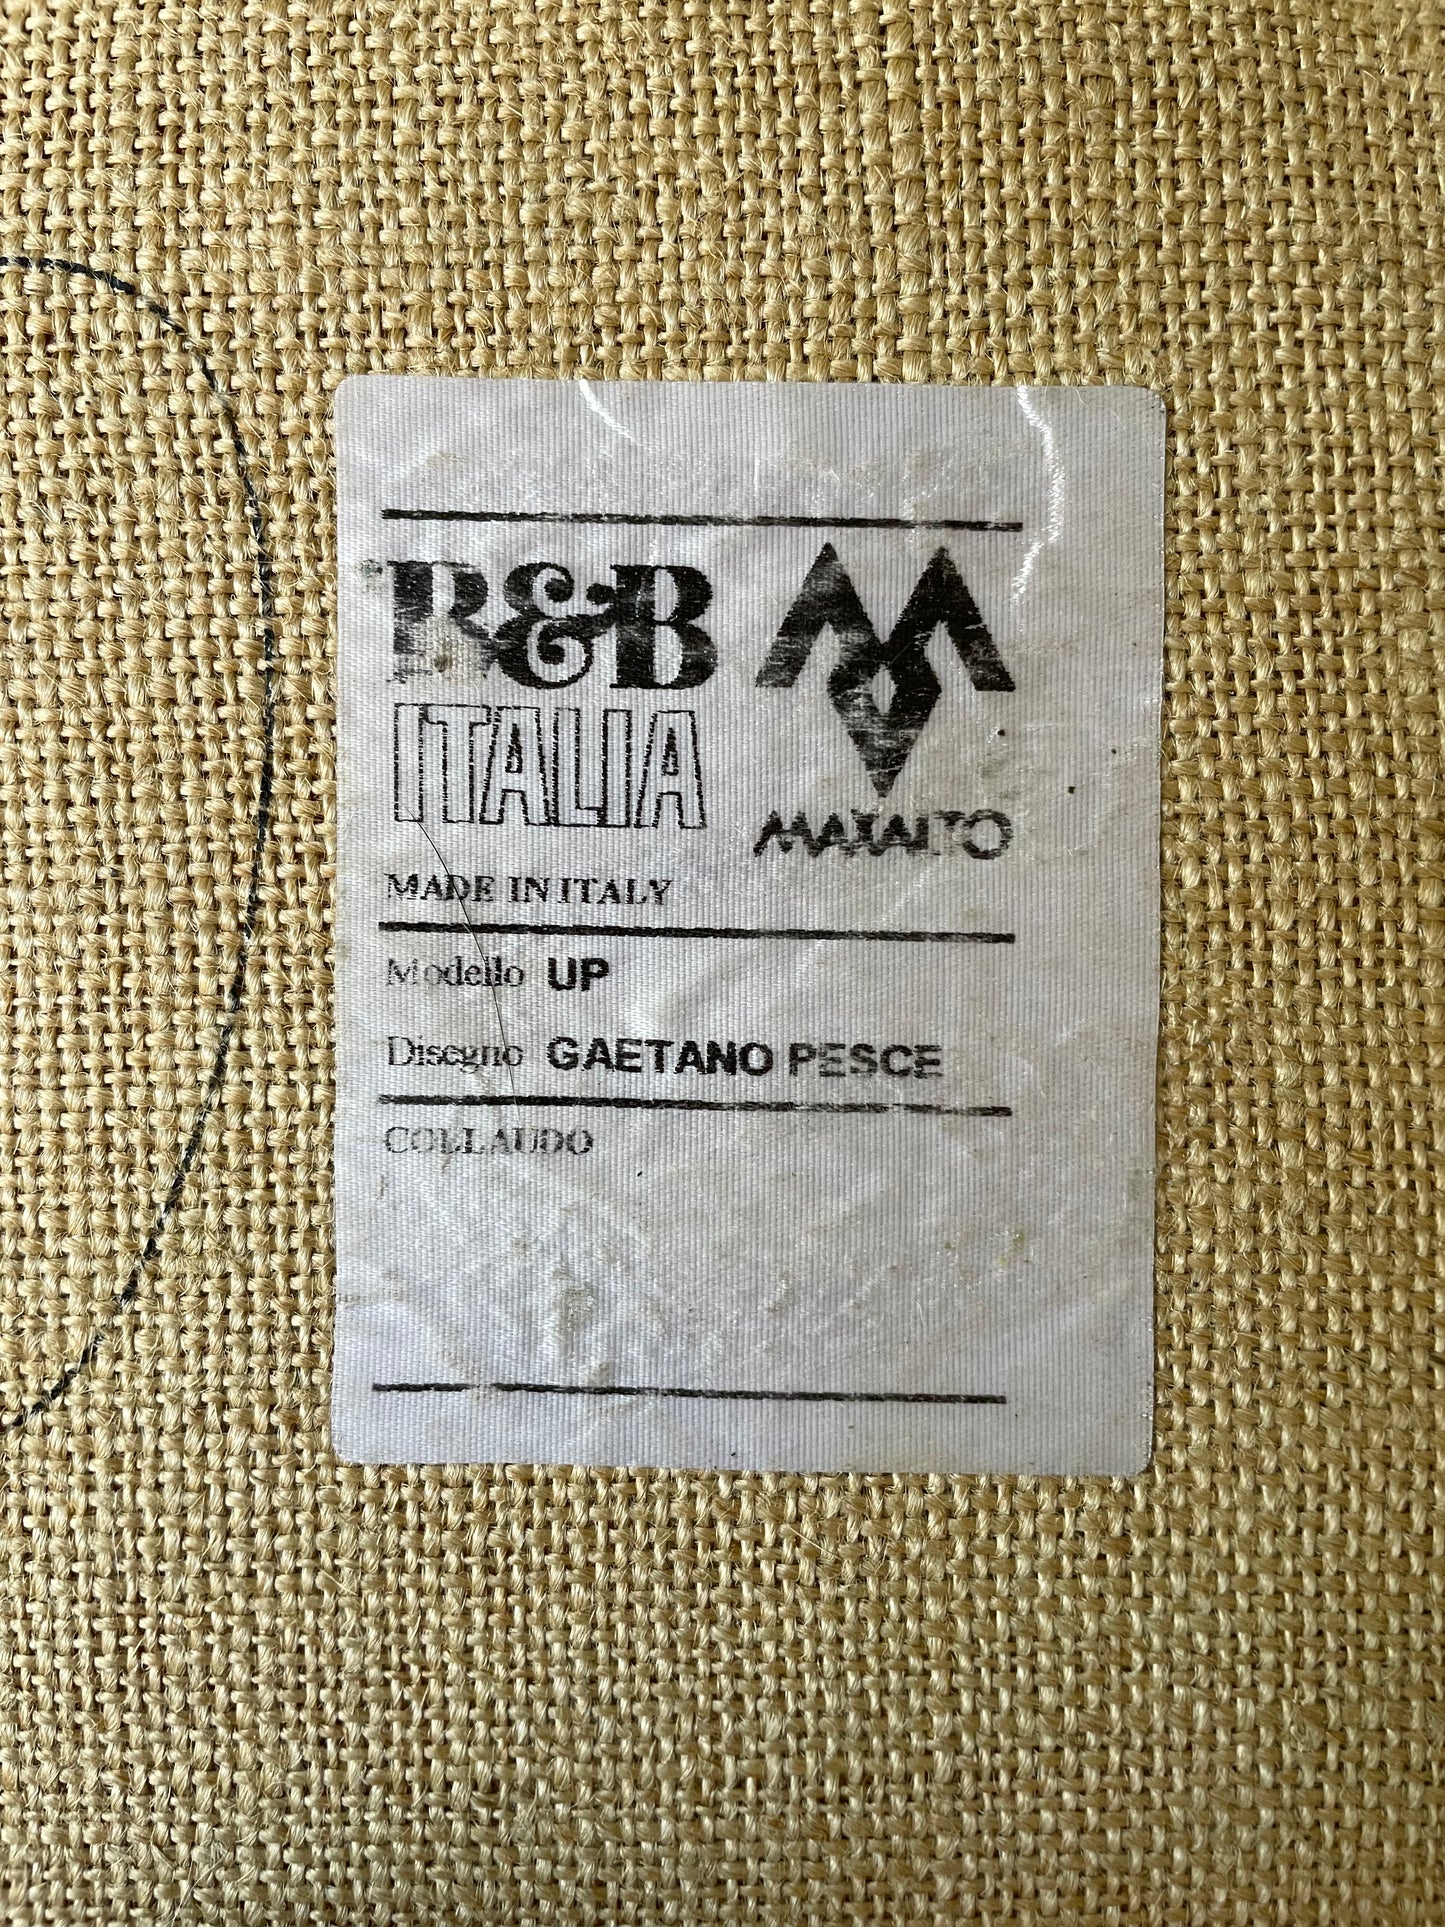 B&B
ITALIA
MAXALTO
MADE IN ITALY
Modello UP
Disegno GAETANO PESCE
COLLAUDO